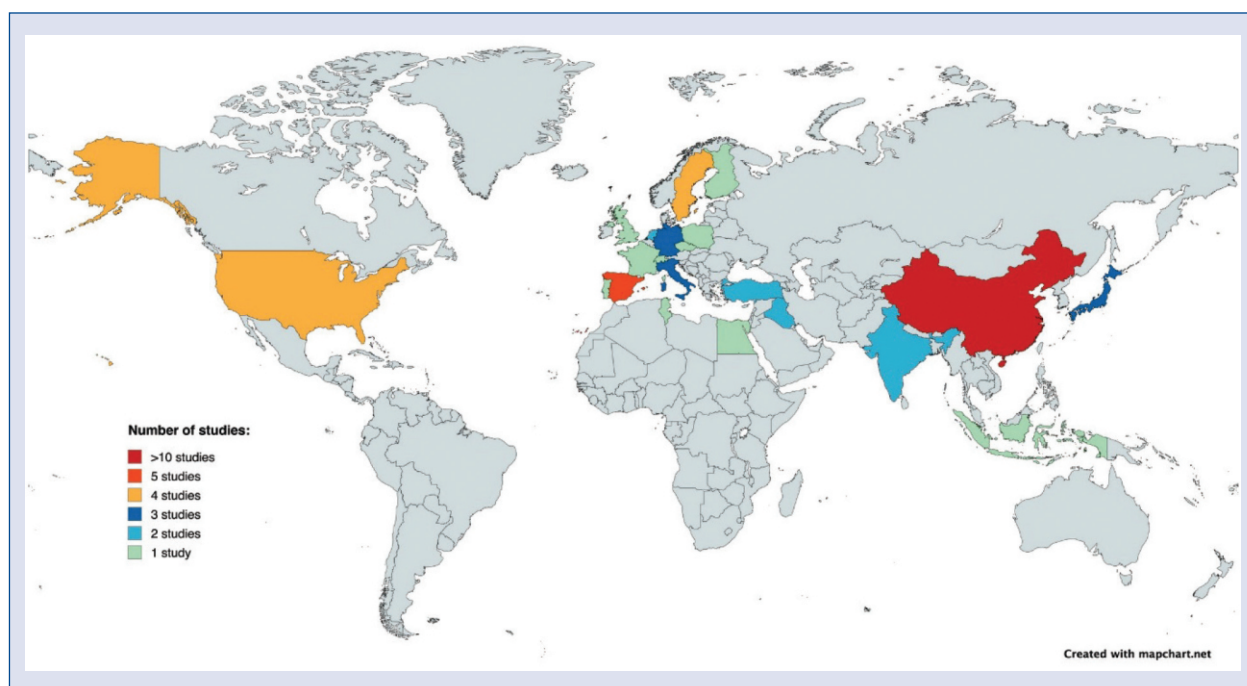 Number of studies:
>10 studies
5 studies
4 studies
3 studies
2 studies
1 study
Created with mapchart.net